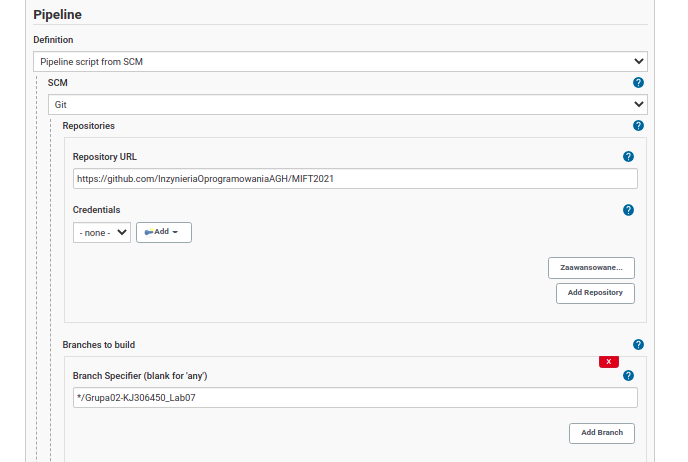 Pipeline
Definition
Pipeline script from SCM
SCM
?
Git
Repositories
?
Repository URL
?
https://github.com/InzynieriaOprogramowaniaAGH/MIFT2021
Credentials
?
- none -
Add
Zaawansowane...
Add Repository
Branches to build
?
X
Branch Specifier (blank for 'any')
?
*/Grupa02-KJ306450_Lab07
Add Branch